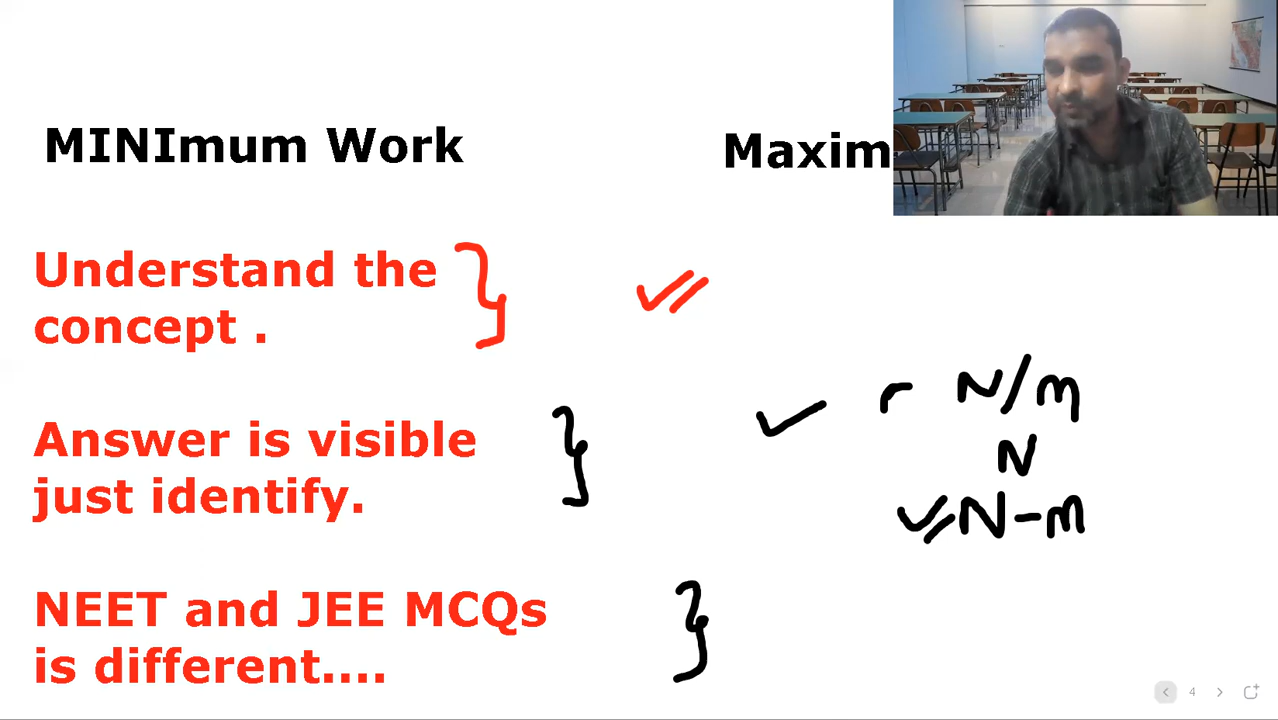 MINImum Work
Maxim
Understand the
concept .
r N/m
Answer is visible
just identify.
N
N-m
NEET and JEE MCQs
is different....
4